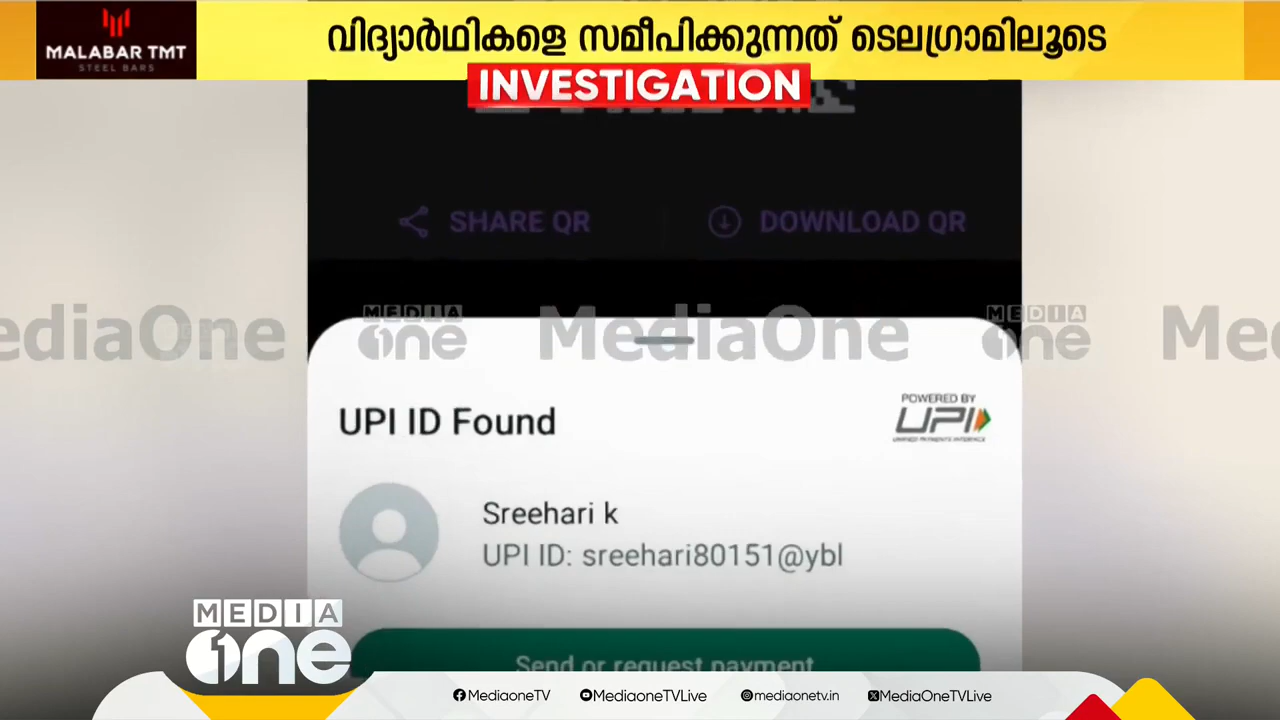 MALABAR TMT
STEEL BARS
വിദ്യാർഥികളെ സമീപിക്കുന്നത് ടെലഗ്രാമിലൂടെ
INVESTIGATION
SHARE QR
DOWNLOAD QR
ediaOne
MEDIA
one
MediaOne
MEDIA
one
Me
UPI ID Found
POWERED BY
UPI
UNIFIED PAYMENTS INTERFACE
Sreehari k
UPI ID: sreehari80151@ybl
MEDIA
one
Send or request payment
MediaoneTV
MediaoneTVLive
mediaonetv.in
MediaOneTVLive